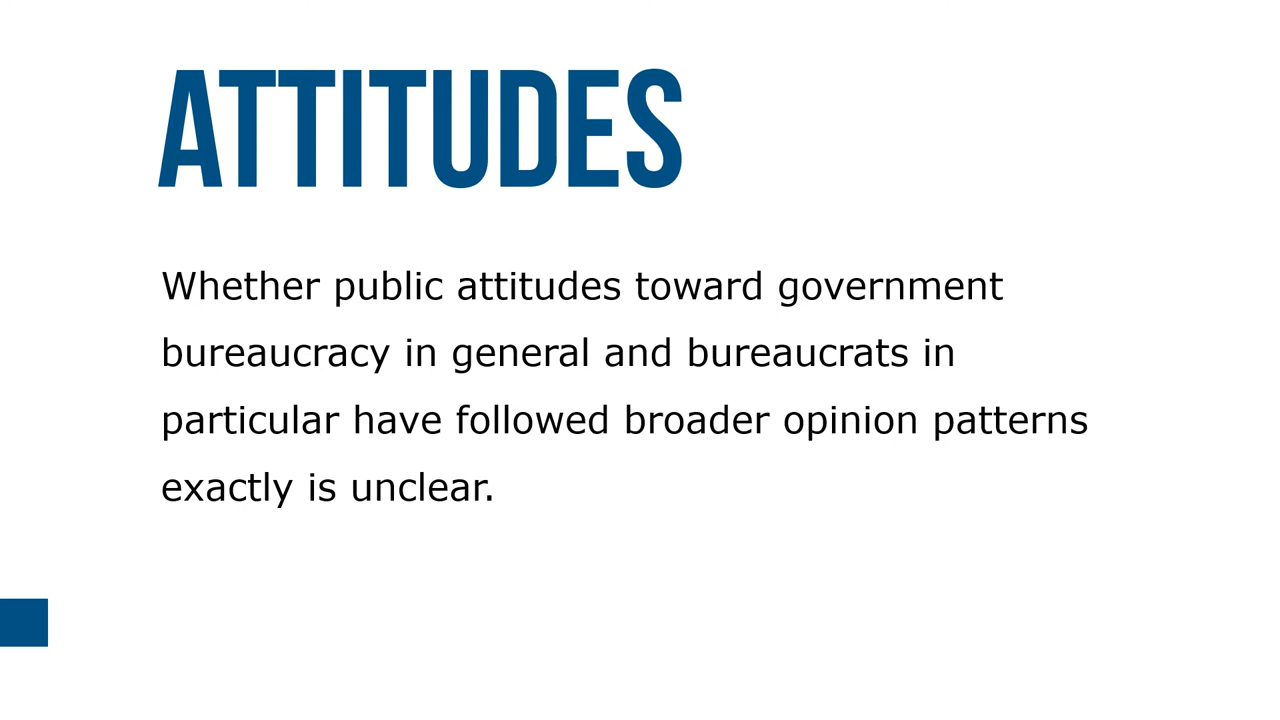 ATTITUDES
Whether public attitudes toward government
bureaucracy in general and bureaucrats in
particular have followed broader opinion patterns
exactly is unclear.